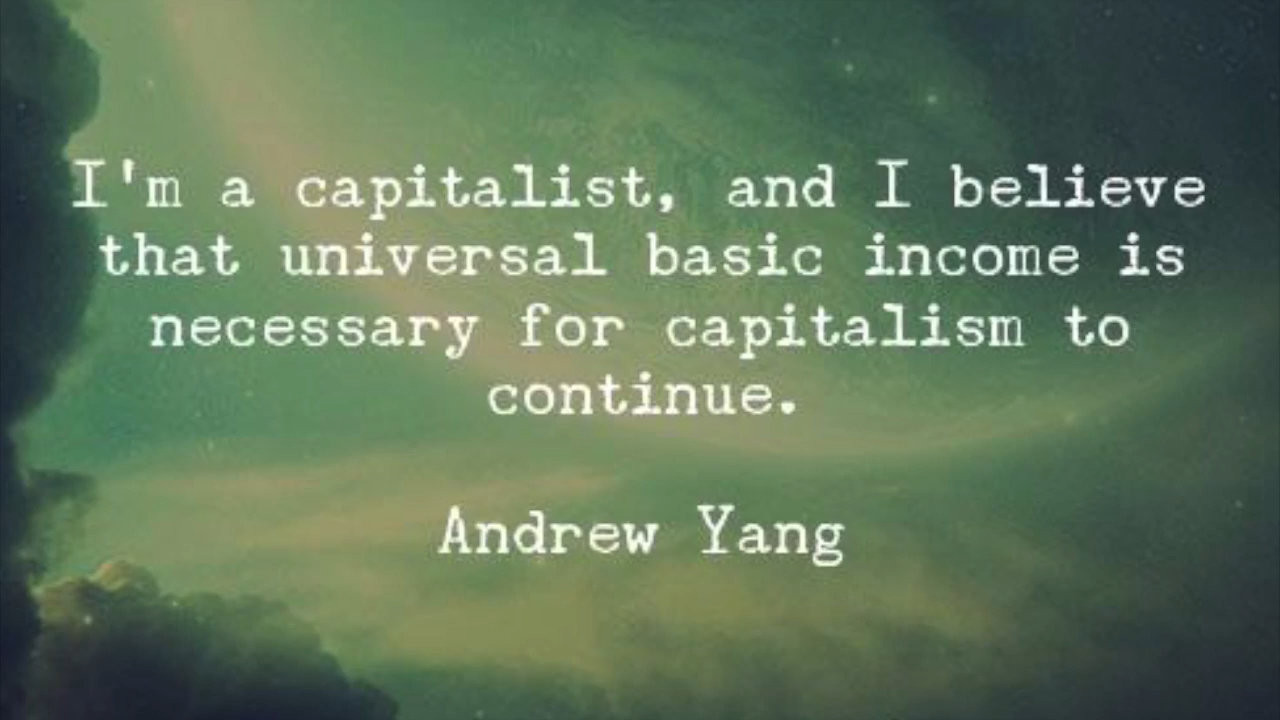 I'm a capitalist, and I believe
that universal basic income is
necessary for capitalism to
continue.
Andrew Yang